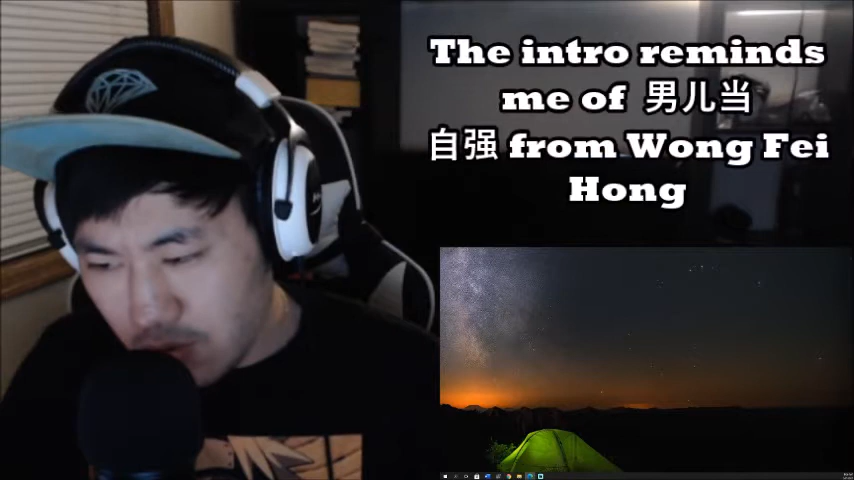 The intro reminds
me of 男儿当
自强 from Wong Fei
Hong